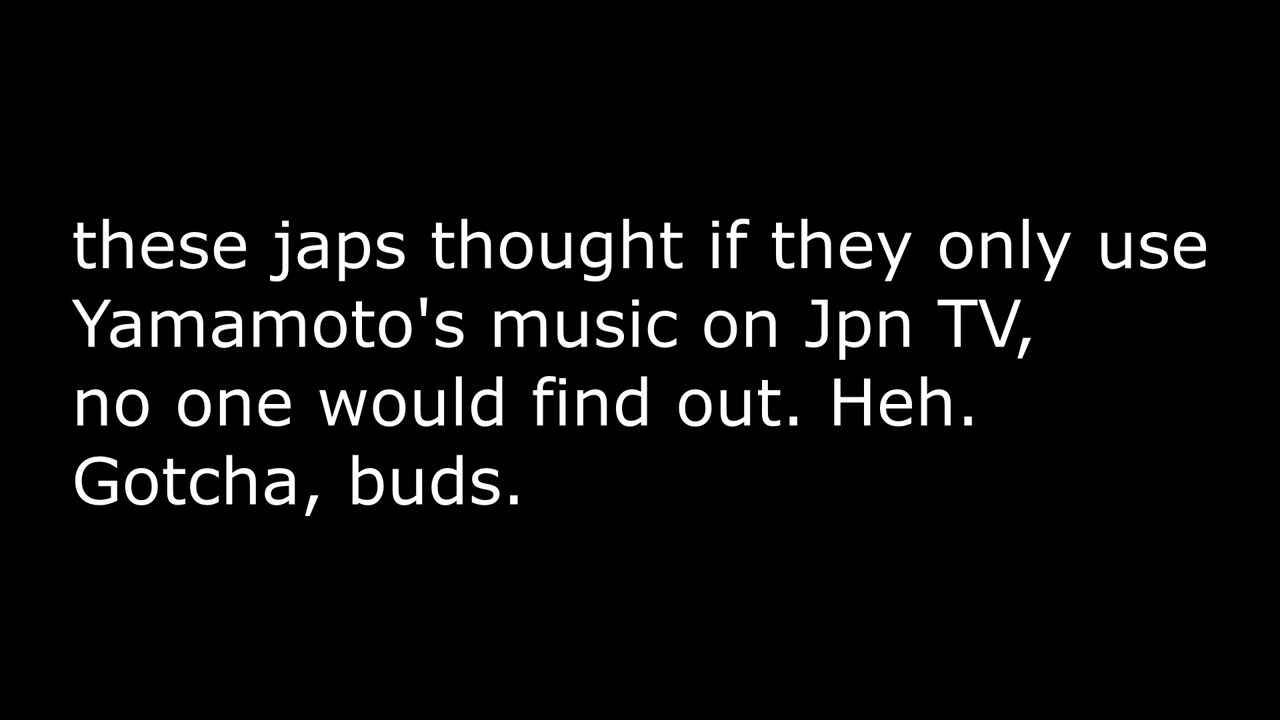 these japs thought if they only use
Yamamoto's music on Jpn TV,
no one would find out. Heh.
Gotcha, buds.